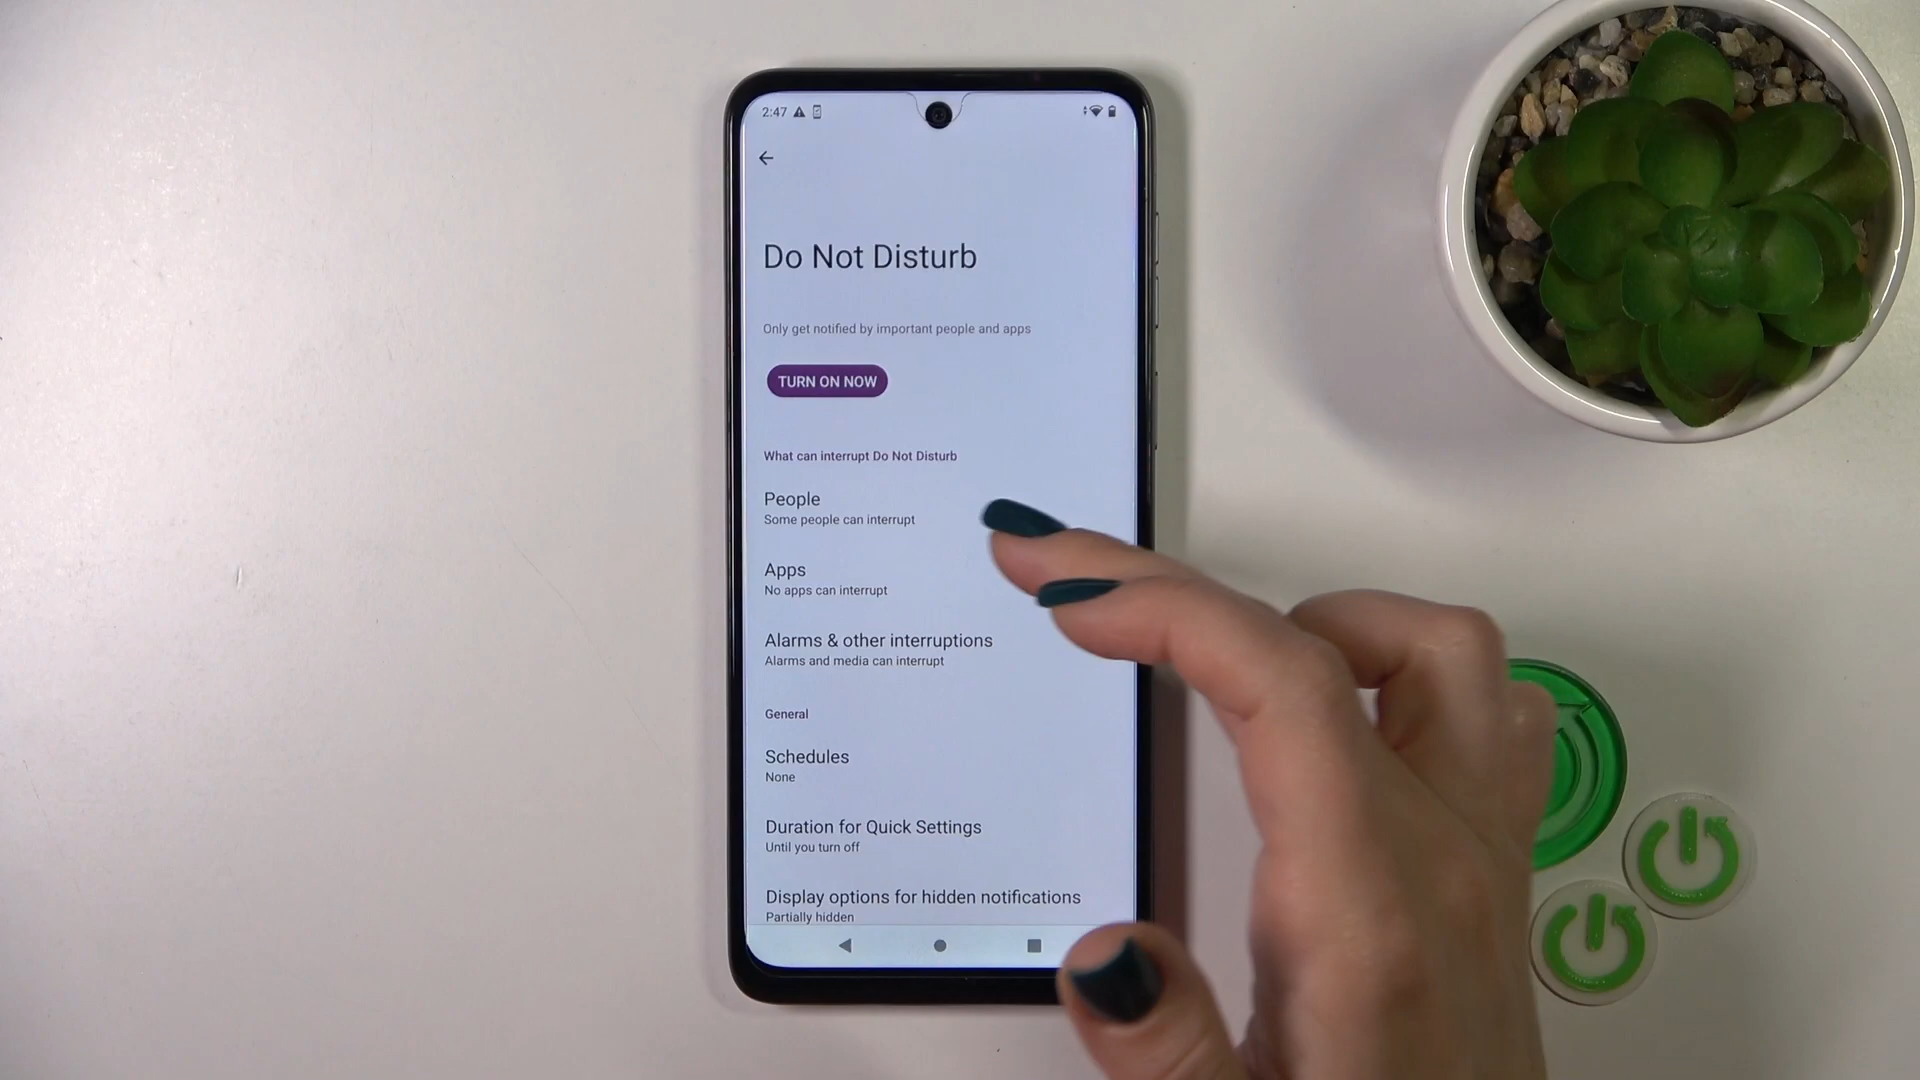 2:47
Do Not Disturb
Only get notified by important people and apps
TURN ON NOW
What can interrupt Do Not Disturb
People
Some people can interrupt
Apps
No apps can interrupt
Alarms & other interruptions
Alarms and media can interrupt
General
Schedules
None
Duration for Quick Settings
Until you turn off
Display options for hidden notifications
Partially hidden